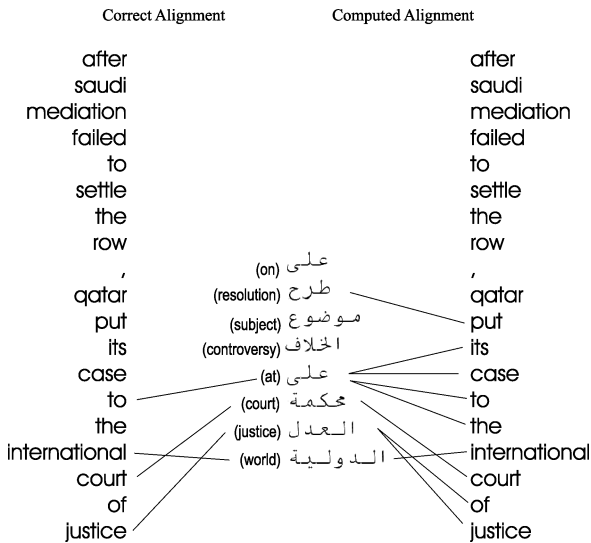 Correct Alignment
after
saudi
mediation
failed
to
settle
the
row
,
qatar
put
its
case
to
the
international
court
of
justice
(on) على
(resolution) طرح
(subject) موضوع
(controversy) الخلاف
(at) على
(court) محكمة
(justice) العدل
(world) الدولية
Computed Alignment
after
saudi
mediation
failed
to
settle
the
row
,
qatar
put
its
case
to
the
international
court
of
justice